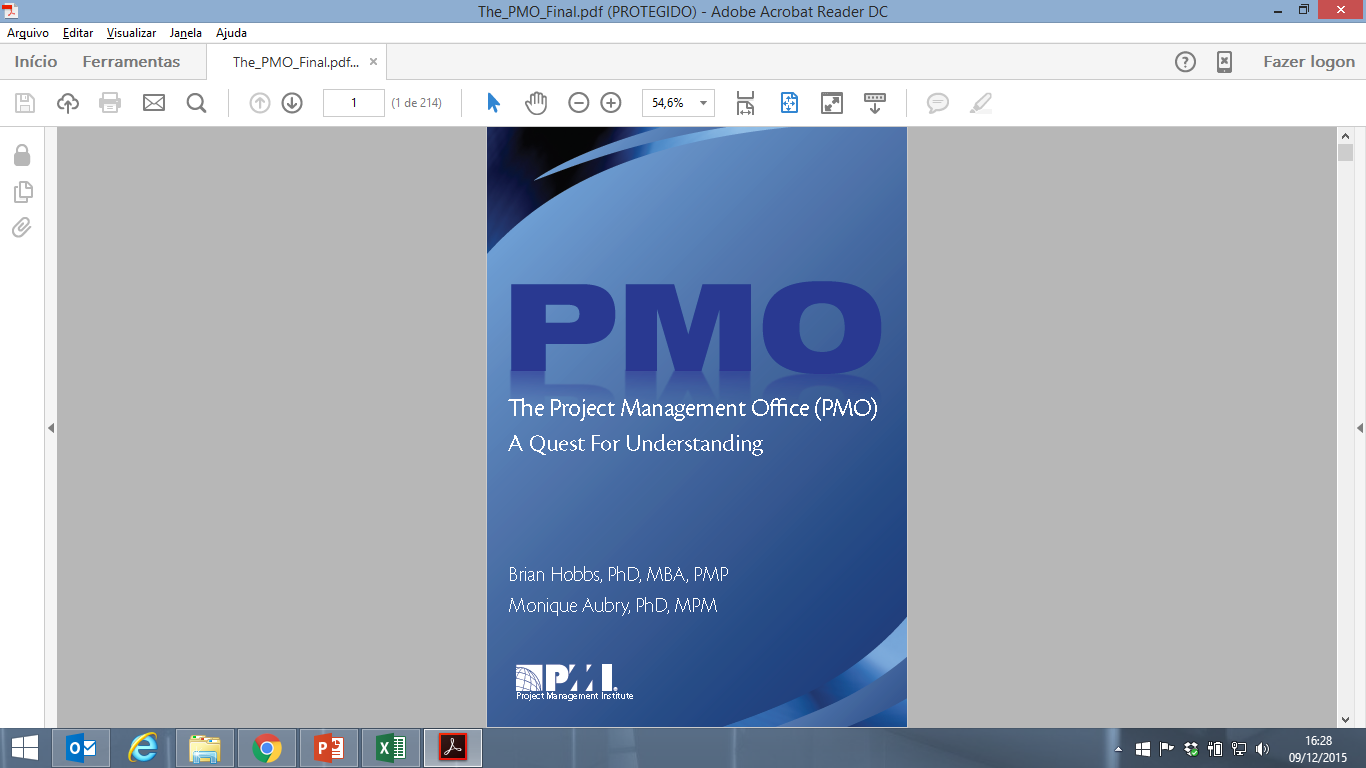 The_PMO_Final.pdf (PROTEGIDO) - Adobe Acrobat Reader DC
Arquivo Editar Visualizar Janela Ajuda
Início Ferramentas The_PMO_Final.pdf... × Fazer logon
1 (1 de 214) 54,6%
PMO
The Project Management Office (PMO)
A Quest For Understanding
Brian Hobbs, PhD, MBA, PMP
Monique Aubry, PhD, MPM
PMI
Project Management Institute
16:28
09/12/2015